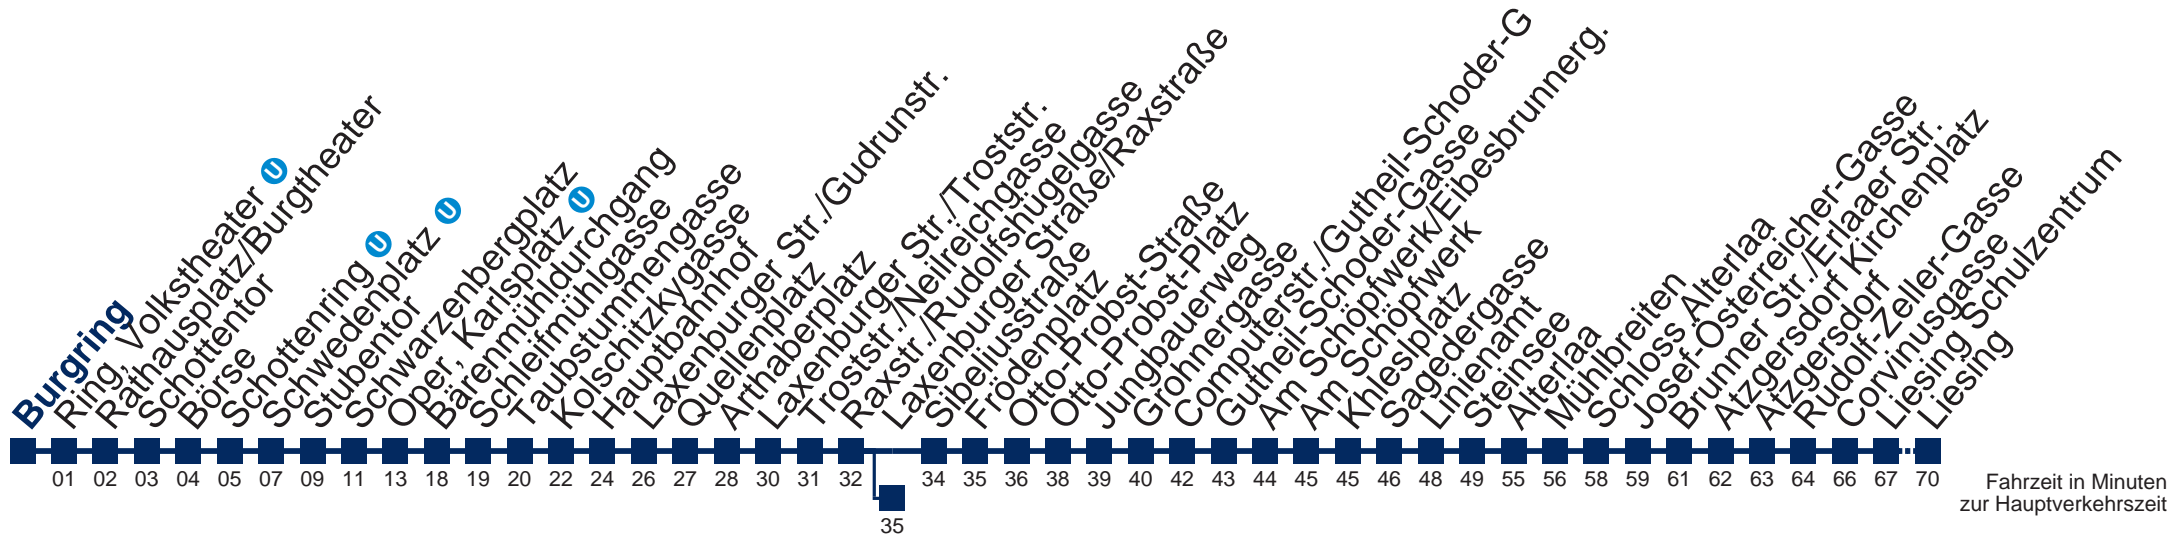 Burgring
Ring, Volkstheater U
Rathausplatz/Burgtheater
Schottentor
Börse
Schottenring U
Schwedenplatz U
Stubentor
Schwarzenbergplatz
Oper, Karlsplatz U
Bärenmühldurchgang
Schleifmühlgasse
Taubstummengasse
Kolschitzkygasse
Hauptbahnhof
Laxenburger Str./Gudrunstr.
Quellenplatz
Arthaberplatz
Laxenburger Str./Troststr.
Troststr./Neilreichgasse
Raxstr./Rudolfshügelgasse
Laxenburger Straße/Raxstraße
Sibeliusstraße
Frödenplatz
Otto-Probst-Straße
Otto-Probst-Platz
Jungbauerweg
Grohnergasse
Computerstr./Gutheil-Schoder-G
Gutheil-Schoder-Gasse
Am Schöpfwerk/Eibesbrunnerg.
Am Schöpfwerk
Khleslplatz
Sagedergasse
Linienamt
Steinsee
Alterlaa
Mühlbreiten
Schloss Alterlaa
Josef-Österreicher-Gasse
Brunner Str./Erlaaer Str.
Atzgersdorf Kirchenplatz
Atzgersdorf
Rudolf-Zeller-Gasse
Corvinusgasse
Liesing Schulzentrum
Liesing
01 02 03 04 05 07 09 11 13 18 19 20 22 24 26 27 28 30 31 32 34 35 36 38 39 40 42 43 44 45 45 46 48 49 55 56 58 59 61 62 63 64 66 67 70
35
Fahrzeit in Minuten
zur Hauptverkehrszeit